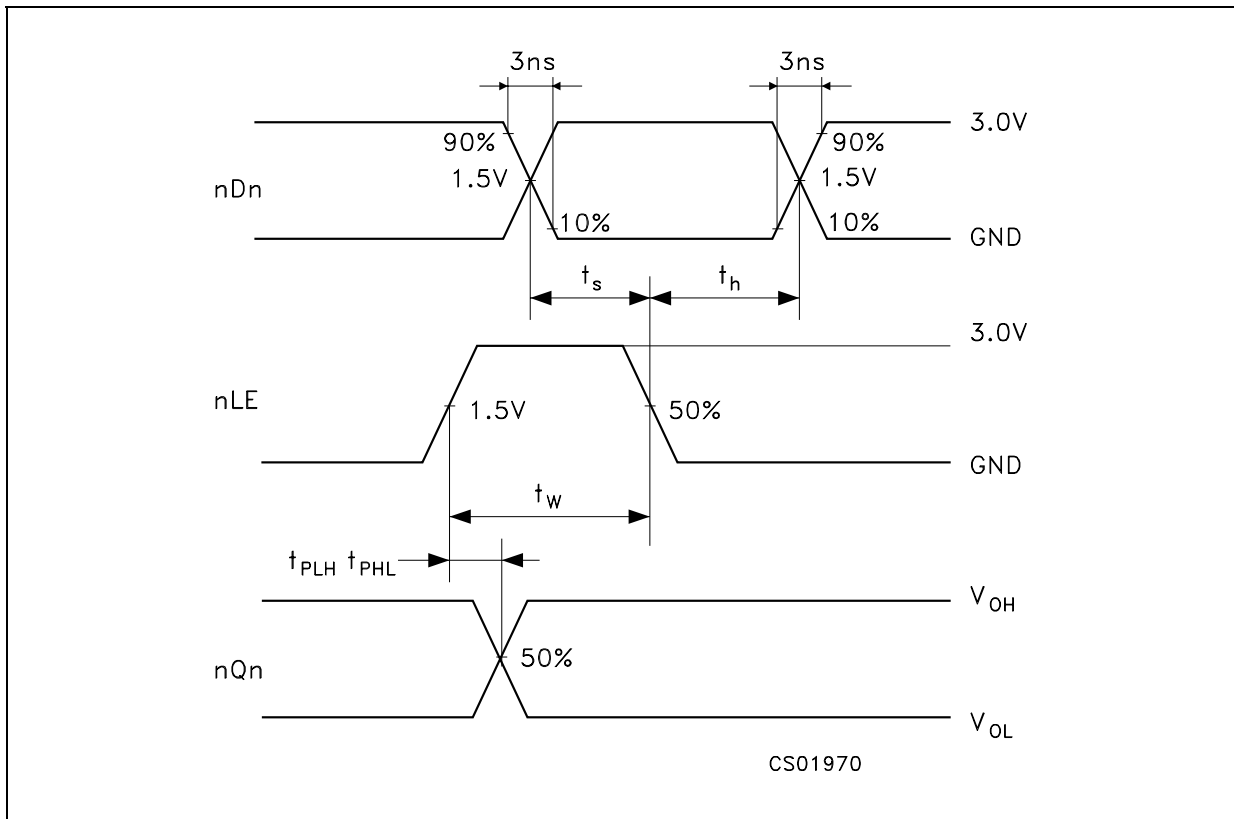 3ns 3ns
3.0V
90% 90%
nDn 1.5V 1.5V
10% 10%
GND
ts th
3.0V
nLE 1.5V 50%
GND
tW
tPLH tPHL
VOH
nQn 50%
VOL
CS01970